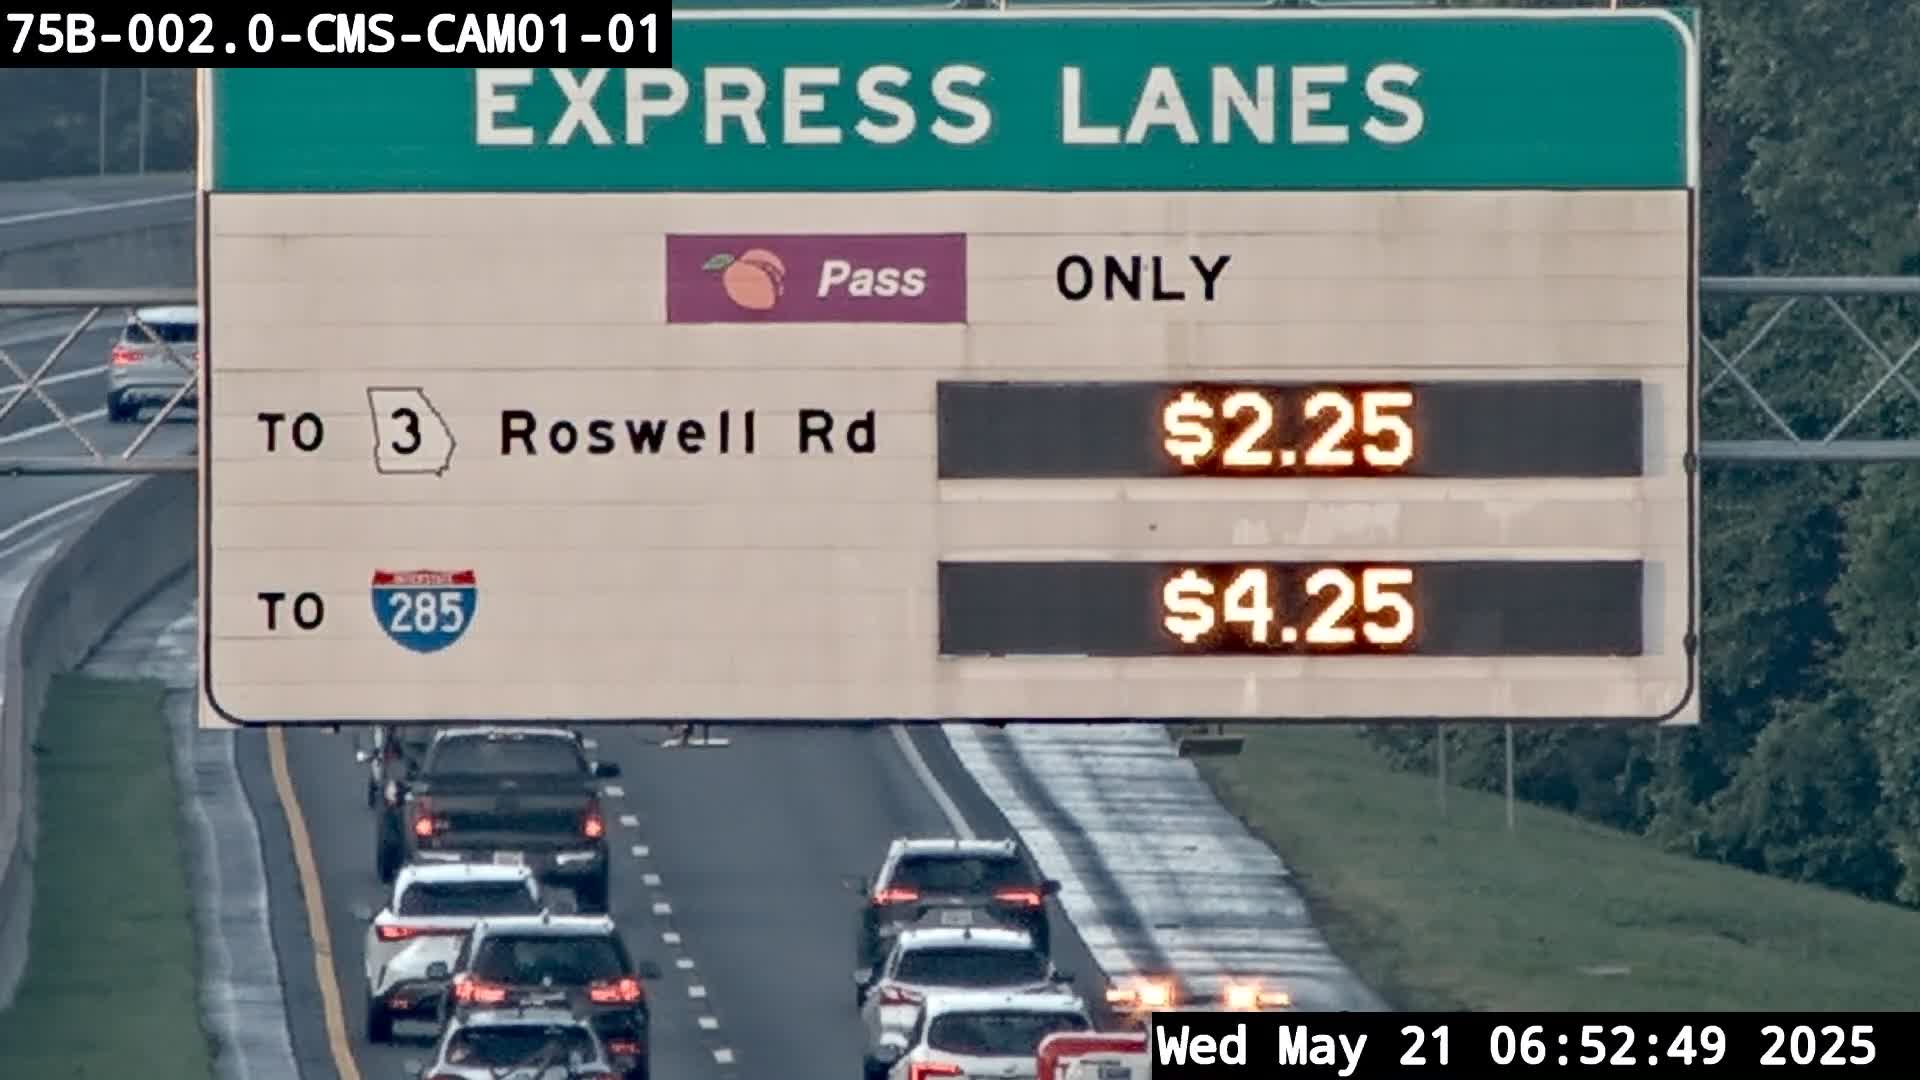 75B-002.0-CMS-CAM01-01
EXPRESS LANES
Pass ONLY
TO 3 Roswell Rd $2.25
TO 285 $4.25
Wed May 21 06:52:49 2025